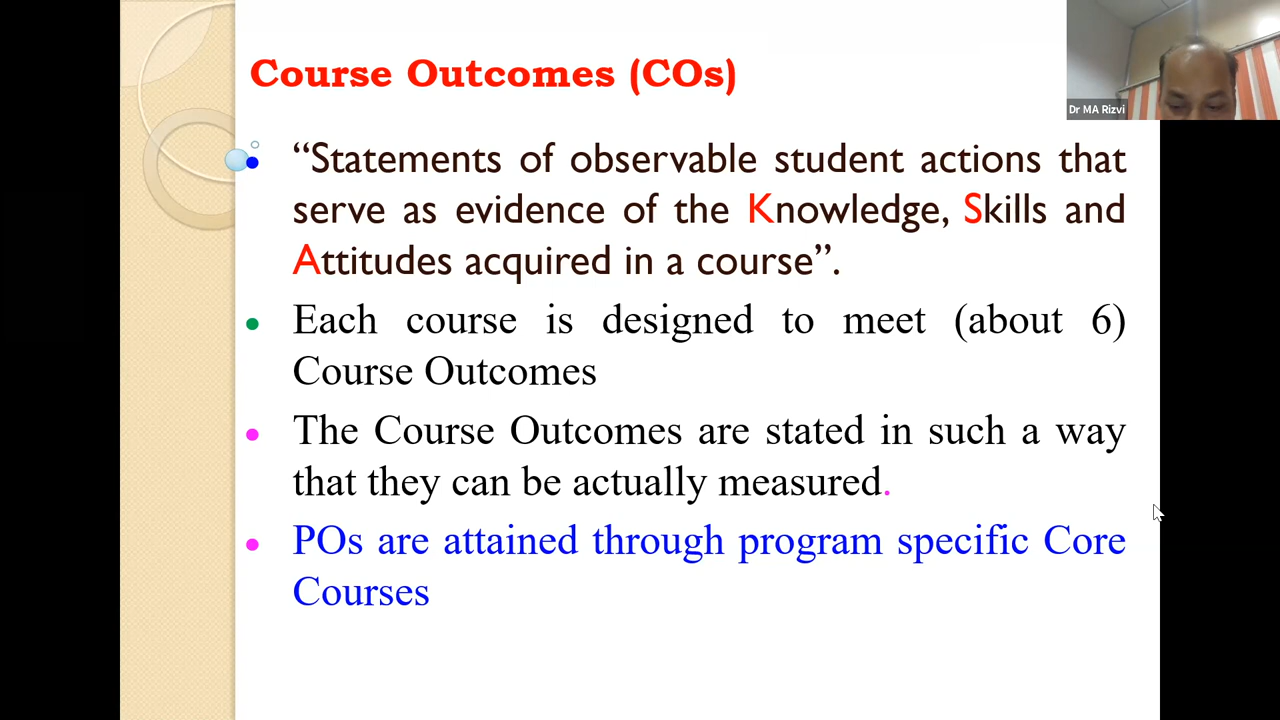 Course Outcomes (COs)
Dr MA Rizvi
“Statements of observable student actions that
serve as evidence of the Knowledge, Skills and
Attitudes acquired in a course”.
Each course is designed to meet (about 6)
Course Outcomes
The Course Outcomes are stated in such a way
that they can be actually measured.
POs are attained through program specific Core
Courses